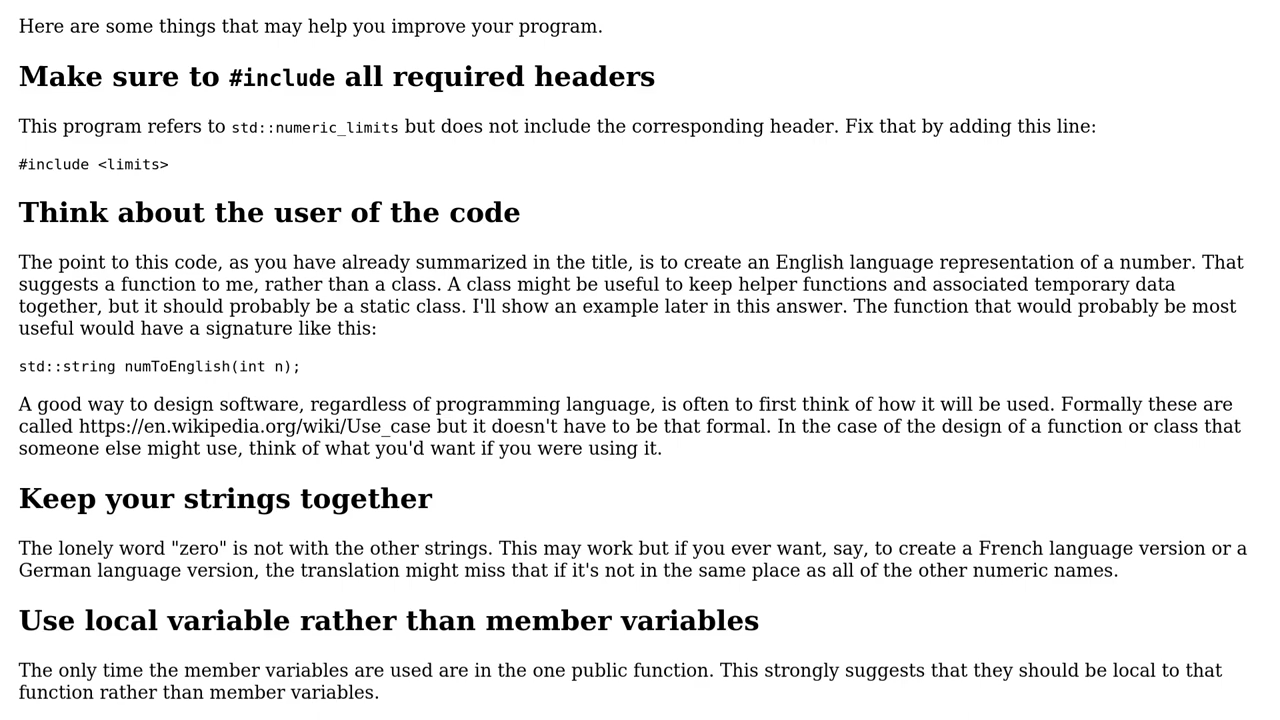 Here are some things that may help you improve your program.
Make sure to #include all required headers
This program refers to std::numeric_limits but does not include the corresponding header. Fix that by adding this line:
#include <limits>
Think about the user of the code
The point to this code, as you have already summarized in the title, is to create an English language representation of a number. That
suggests a function to me, rather than a class. A class might be useful to keep helper functions and associated temporary data
together, but it should probably be a static class. I'll show an example later in this answer. The function that would probably be most
useful would have a signature like this:
std::string numToEnglish(int n);
A good way to design software, regardless of programming language, is often to first think of how it will be used. Formally these are
called https://en.wikipedia.org/wiki/Use_case but it doesn't have to be that formal. In the case of the design of a function or class that
someone else might use, think of what you'd want if you were using it.
Keep your strings together
The lonely word "zero" is not with the other strings. This may work but if you ever want, say, to create a French language version or a
German language version, the translation might miss that if it's not in the same place as all of the other numeric names.
Use local variable rather than member variables
The only time the member variables are used are in the one public function. This strongly suggests that they should be local to that
function rather than member variables.